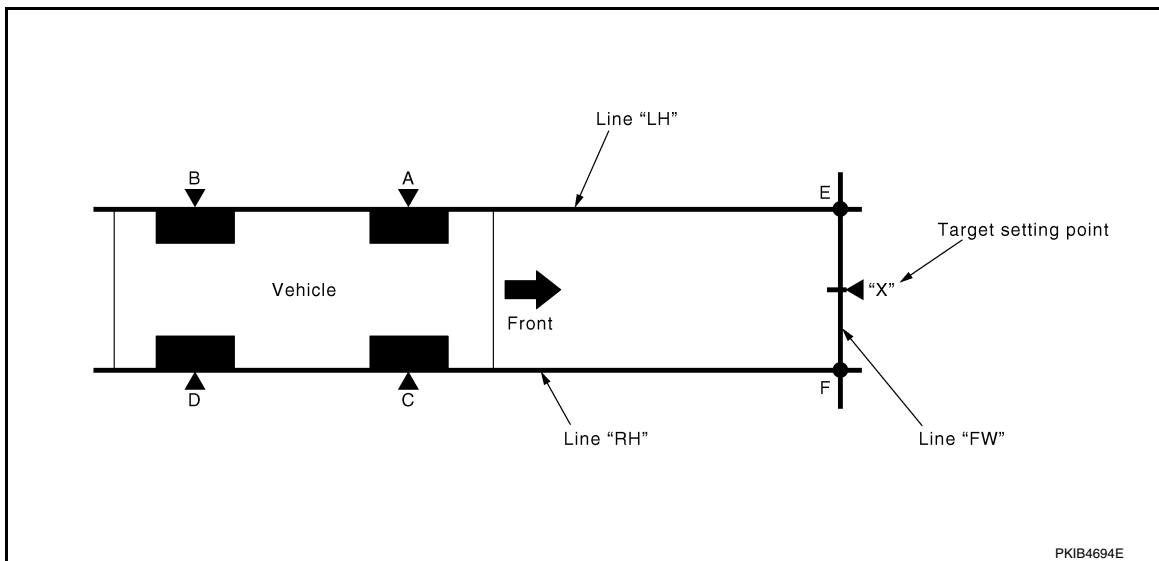 Line “LH”
B
A
E
Target setting point
Vehicle
“X”
Front
F
D
C
Line “RH”
Line “FW”
PKIB4694E